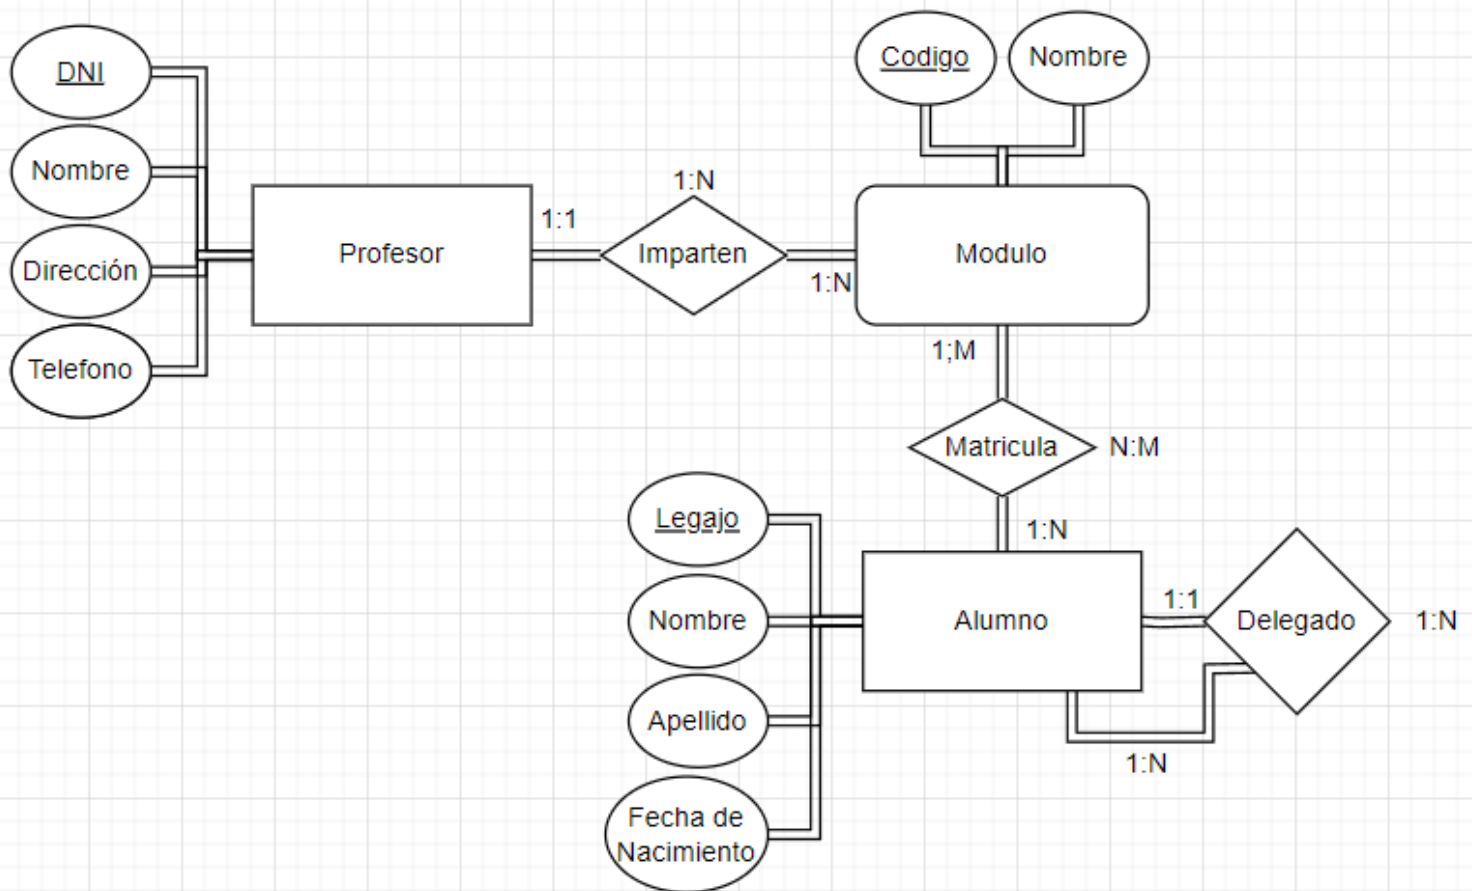 DNI
Nombre
Dirección
Telefono
Profesor
1:1
1:N
Imparten
1:N
Codigo
Nombre
Modulo
1;M
Matricula
N:M
1:N
Legajo
Nombre
Apellido
Fecha de
Nacimiento
Alumno
1:1
Delegado
1:N
1:N